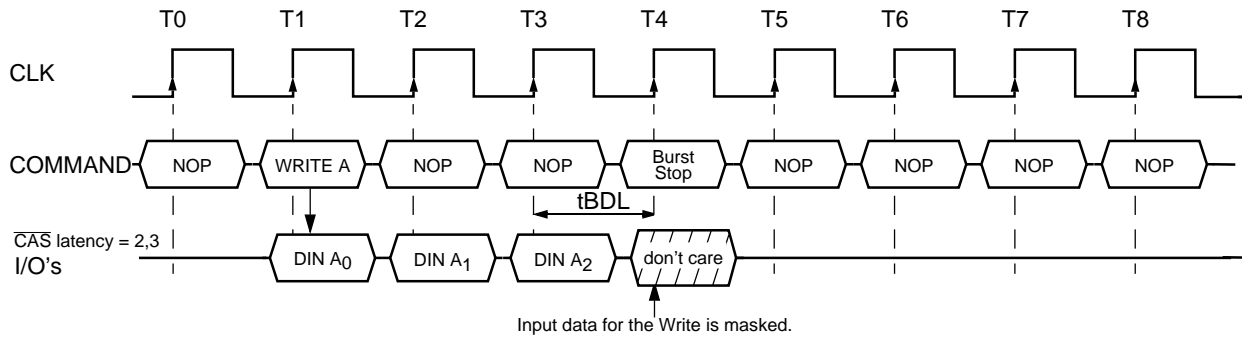 T0 T1 T2 T3 T4 T5 T6 T7 T8
CLK
COMMAND NOP WRITE A NOP NOP Burst Stop NOP NOP NOP NOP
tBDL
CAS latency = 2,3
I/O's DIN A0 DIN A1 DIN A2 don't care
Input data for the Write is masked.